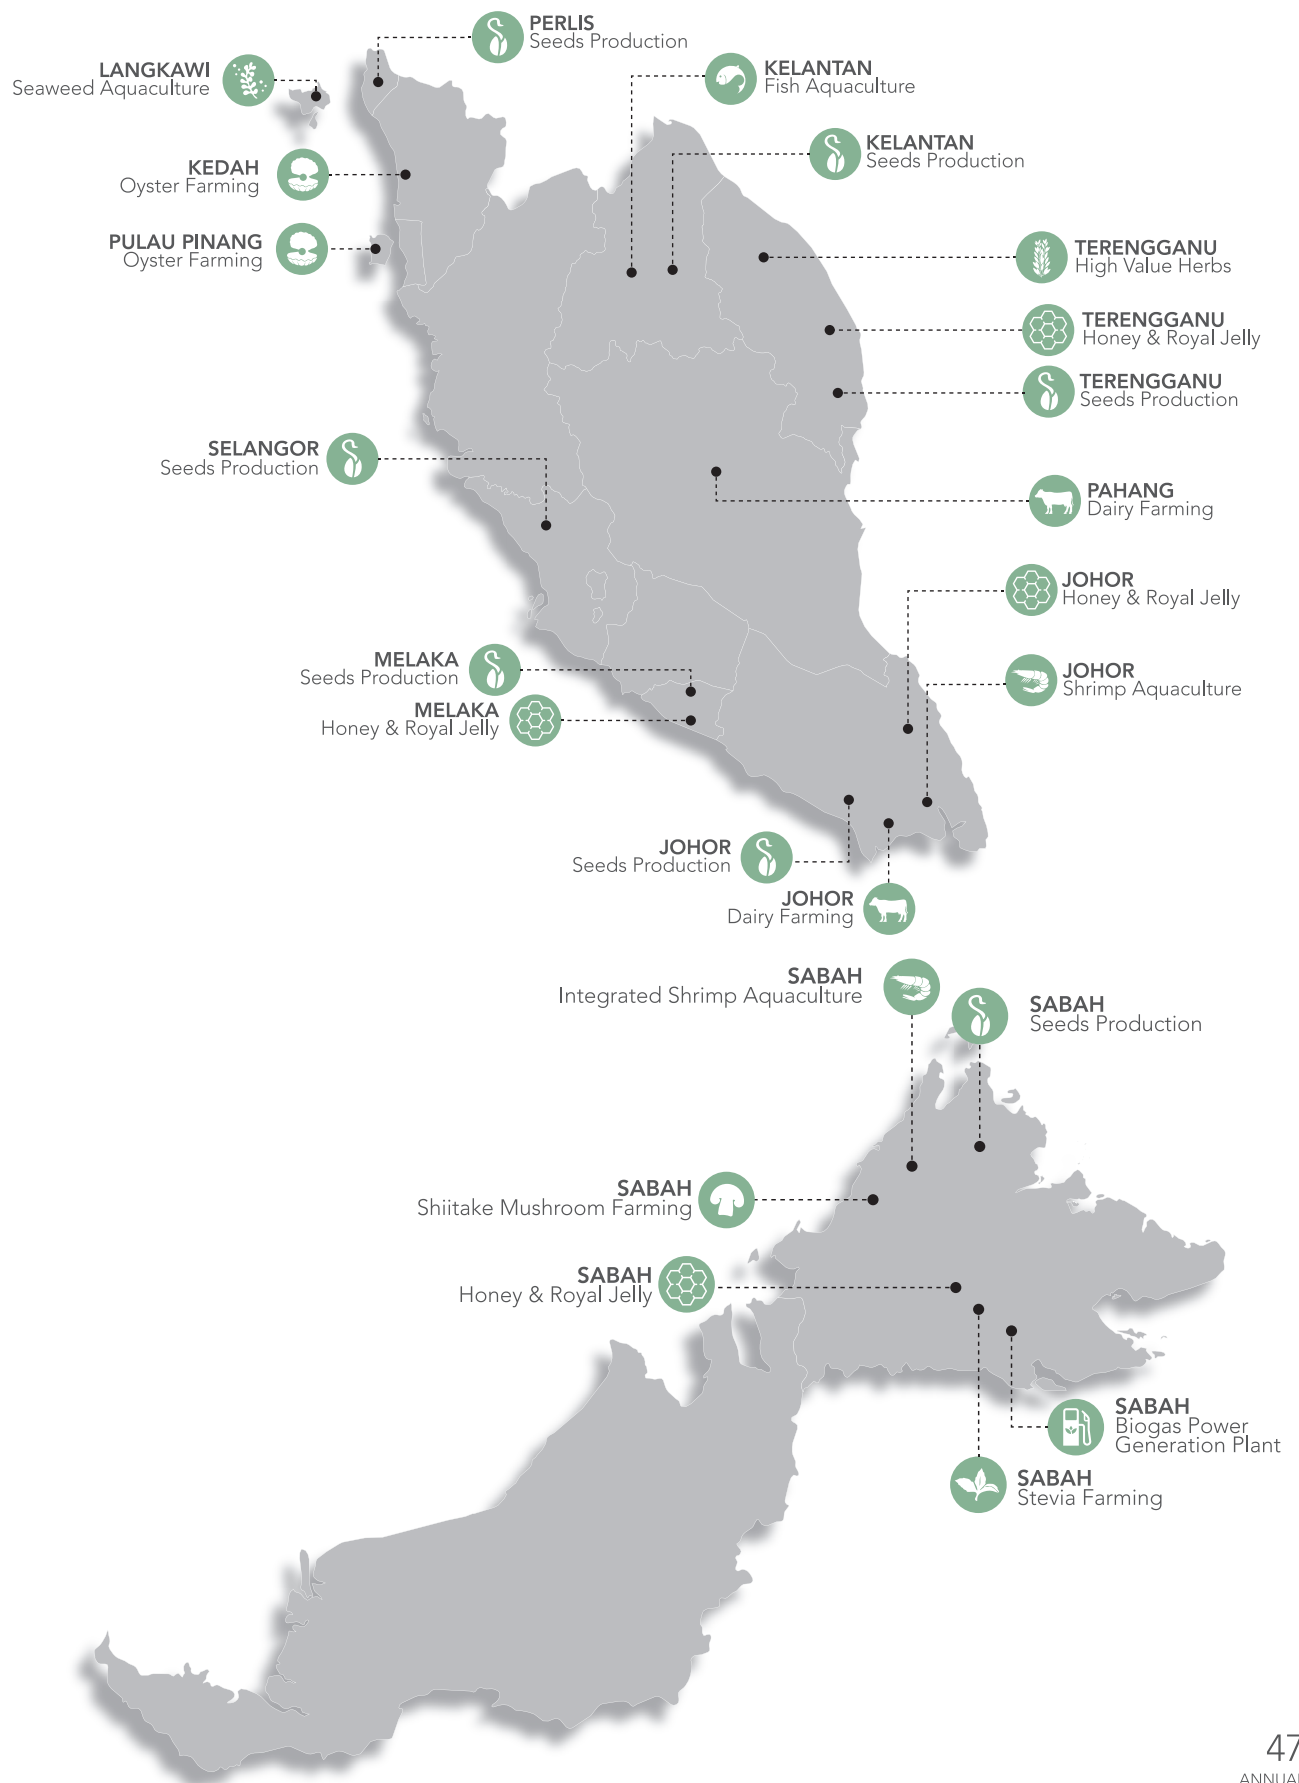 PERLIS
Seeds Production
LANGKAWI
Seaweed Aquaculture
KELANTAN
Fish Aquaculture
KELANTAN
Seeds Production
KEDAH
Oyster Farming
PULAU PINANG
Oyster Farming
TERENGGANU
High Value Herbs
TERENGGANU
Honey & Royal Jelly
TERENGGANU
Seeds Production
SELANGOR
Seeds Production
PAHANG
Dairy Farming
JOHOR
Honey & Royal Jelly
MELAKA
Seeds Production
JOHOR
Shrimp Aquaculture
MELAKA
Honey & Royal Jelly
JOHOR
Seeds Production
JOHOR
Dairy Farming
SABAH
Integrated Shrimp Aquaculture
SABAH
Seeds Production
SABAH
Shiitake Mushroom Farming
SABAH
Honey & Royal Jelly
SABAH
Biogas Power
Generation Plant
SABAH
Stevia Farming
47
ANNUAL